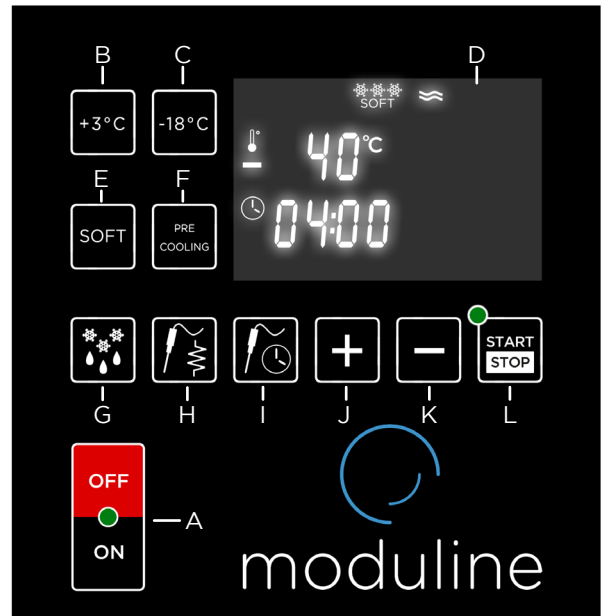 B C D
+3°C -18°C
SOFT
40°C
E F
SOFT PRE COOLING
04:00
START
STOP
G H I J K L
OFF
A
ON
moduline